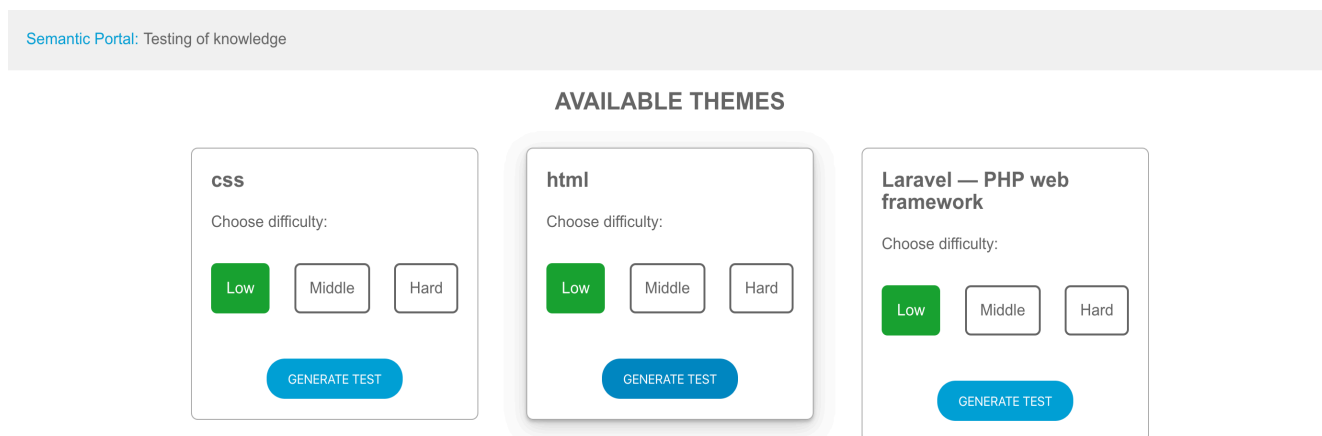 Semantic Portal: Testing of knowledge
AVAILABLE THEMES
css
Choose difficulty:
Low Middle Hard
GENERATE TEST
html
Choose difficulty:
Low Middle Hard
GENERATE TEST
Laravel — PHP web
framework
Choose difficulty:
Low Middle Hard
GENERATE TEST